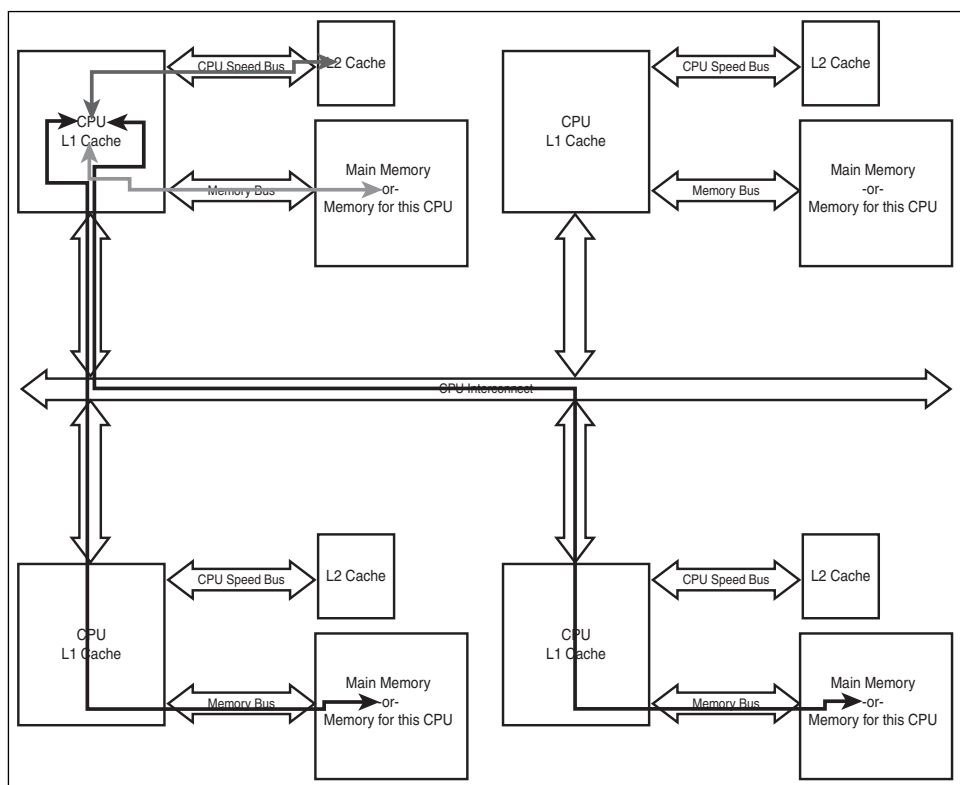 CPU Speed Bus
L2 Cache
CPU
L1 Cache
Memory Bus
Main Memory
-or-
Memory for this CPU
CPU Speed Bus
L2 Cache
CPU
L1 Cache
Memory Bus
Main Memory
-or-
Memory for this CPU
CPU Interconnect
CPU Speed Bus
L2 Cache
CPU
L1 Cache
Memory Bus
Main Memory
-or-
Memory for this CPU
CPU Speed Bus
L2 Cache
CPU
L1 Cache
Memory Bus
Main Memory
-or-
Memory for this CPU